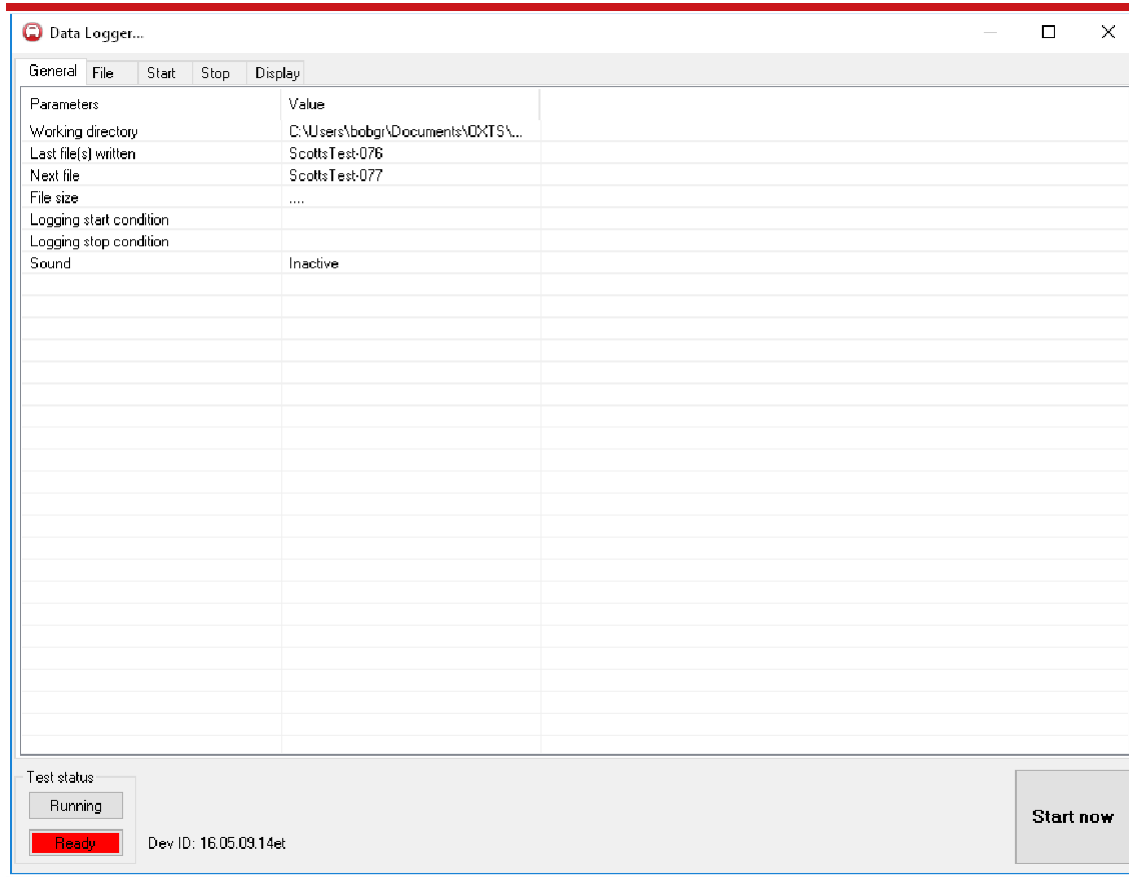 Data Logger...
General File Start Stop Display
Parameters Value
Working directory C:\Users\bobgr\Documents\OXTS\...
Last file(s) written ScottsTest-076
Next file ScottsTest-077
File size ....
Logging start condition
Logging stop condition
Sound Inactive
Test status
Running
Ready Dev ID: 16.05.09.14et
Start now